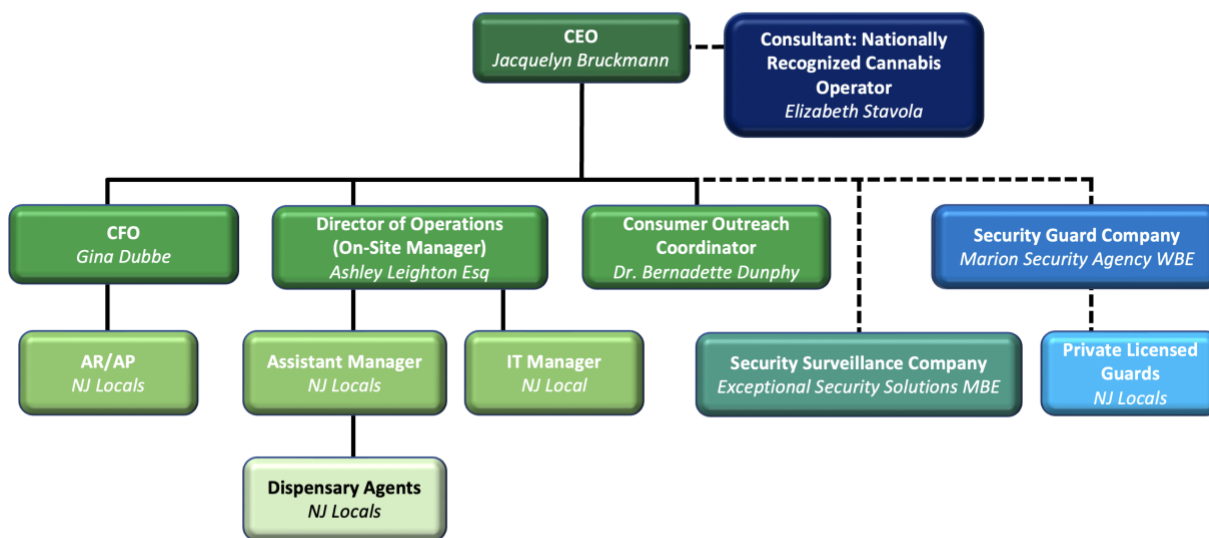 CEO
Jacquelyn Bruckmann
Consultant: Nationally
Recognized Cannabis
Operator
Elizabeth Stavola
CFO
Gina Dubbe
Director of Operations
(On-Site Manager)
Ashley Leighton Esq
Consumer Outreach
Coordinator
Dr. Bernadette Dunphy
Security Guard Company
Marion Security Agency WBE
AR/AP
NJ Locals
Assistant Manager
NJ Locals
IT Manager
NJ Local
Security Surveillance Company
Exceptional Security Solutions MBE
Private Licensed
Guards
NJ Locals
Dispensary Agents
NJ Locals